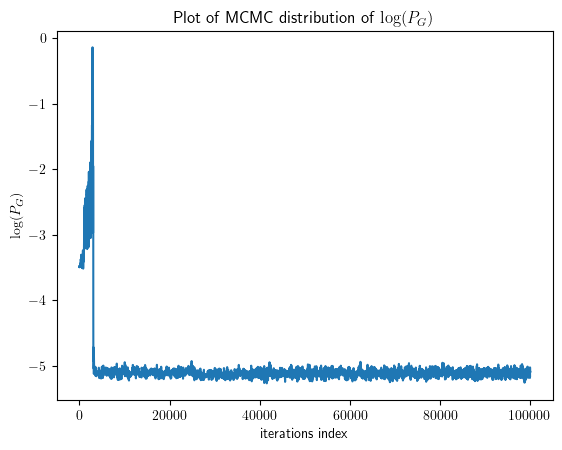 Plot of MCMC distribution of log(P_G)
0
−1
−2
−3
−4
−5
log(P_G)
0 20000 40000 60000 80000 100000
iterations index